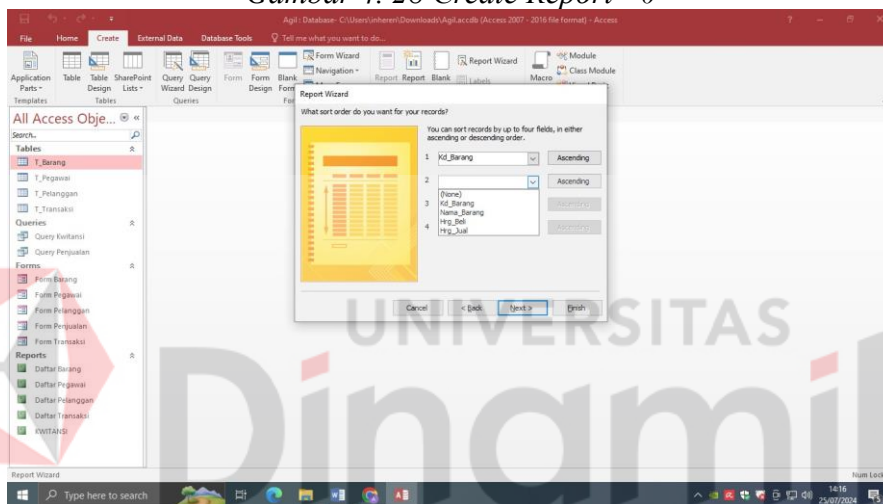 Agil : Database- C:\Users\inheren\Downloads\Agil.accdb (Access 2007 - 2016 file format) - Access
File Home Create External Data Database Tools Tell me what you want to do...
Application Parts
Table
Table Design
SharePoint Lists
Query Wizard
Query Design
Form
Form Design
Blank Form
Form Wizard
Navigation
Report
Report
Blank
Report Wizard
Labels
Macro
Module
Class Module
Templates Tables Queries
All Access Obje...
Search..
Tables
T_Barang
T_Pegawai
T_Pelanggan
T_Transaksi
Queries
Query Kwitansi
Query Penjualan
Forms
Form Barang
Form Pegawai
Form Pelanggan
Form Penjualan
Form Transaksi
Reports
Daftar Barang
Daftar Pegawai
Daftar Pelanggan
Daftar Transaksi
KWITANSI
Report Wizard
What sort order do you want for your records?
You can sort records by up to four fields, in either
ascending or descending order.
1 Kd_Barang Ascending
2 Ascending
(None)
3 Kd_Barang Ascending
Nama_Barang
Hrg_Beli
4 Hrg_Jual Ascending
Cancel < Back Next > Finish
UNIVERSITAS
Dinamika
Report Wizard Num Lock
Type here to search
14:16
25/07/2024